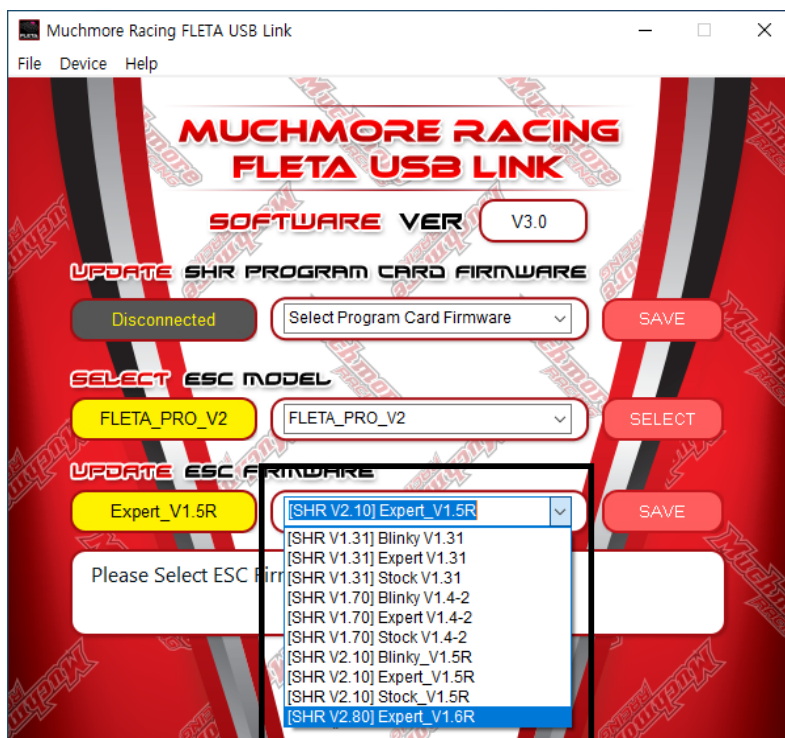 Muchmore Racing FLETA USB Link
File Device Help
MUCHMORE RACING
FLETA USB LINK
SOFTWARE VER V3.0
UPDATE SHR PROGRAM CARD FIRMWARE
Disconnected Select Program Card Firmware SAVE
SELECT ESC MODEL
FLETA_PRO_V2 FLETA_PRO_V2 SELECT
UPDATE ESC FIRMWARE
Expert_V1.5R [SHR V2.10] Expert_V1.5R SAVE
Please Select ESC Firm
[SHR V1.31] Blinky V1.31
[SHR V1.31] Expert V1.31
[SHR V1.31] Stock V1.31
[SHR V1.70] Blinky V1.4-2
[SHR V1.70] Expert V1.4-2
[SHR V1.70] Stock V1.4-2
[SHR V2.10] Blinky_V1.5R
[SHR V2.10] Expert_V1.5R
[SHR V2.10] Stock_V1.5R
[SHR V2.80] Expert_V1.6R